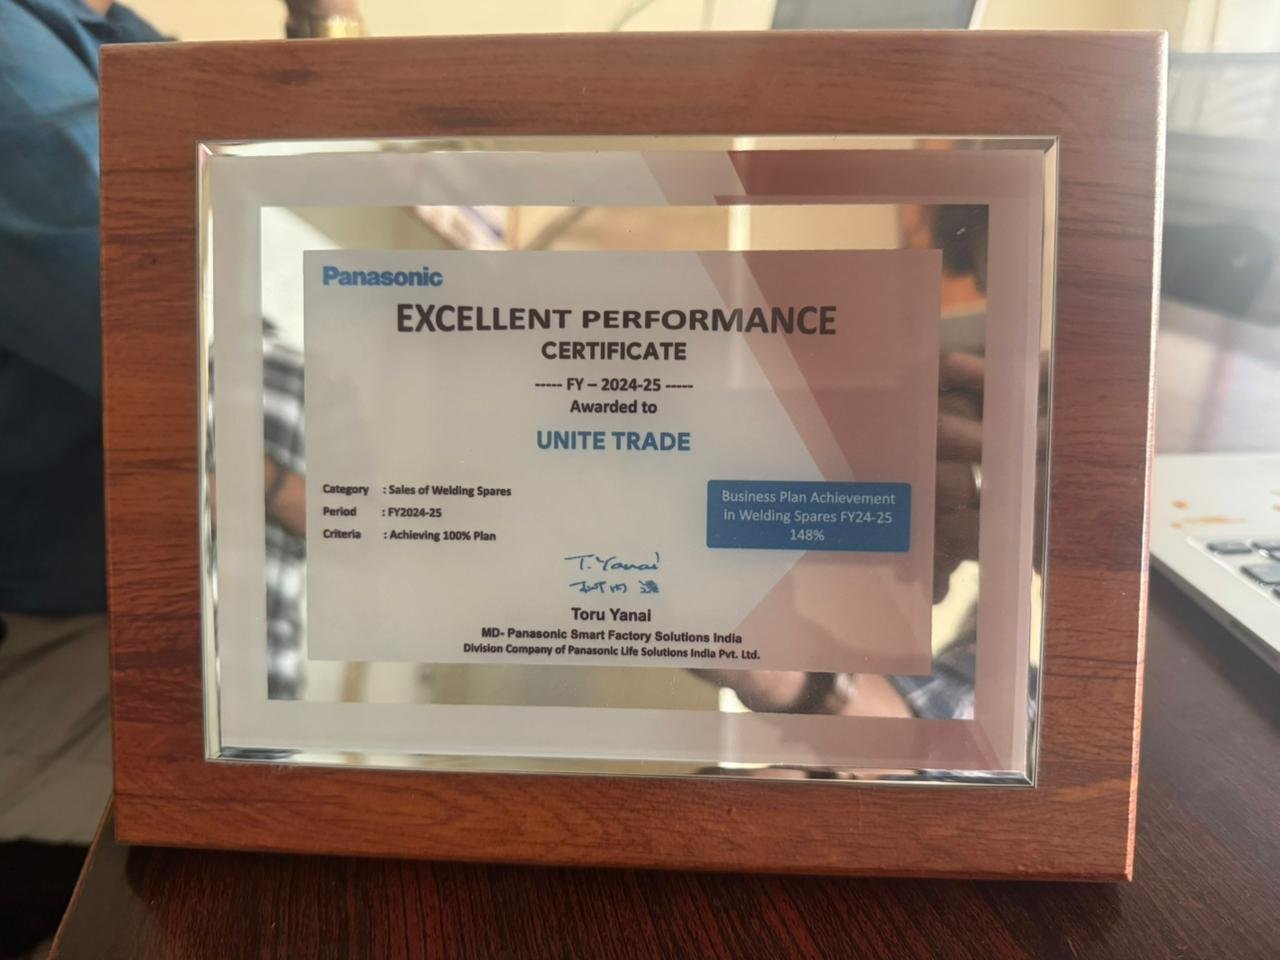 Panasonic
EXCELLENT PERFORMANCE
CERTIFICATE
----- FY – 2024-25 -----
Awarded to
UNITE TRADE
Category : Sales of Welding Spares
Period : FY2024-25
Criteria : Achieving 100% Plan
Business Plan Achievement
in Welding Spares FY24-25
148%
T. Yanai
Toru Yanai
MD- Panasonic Smart Factory Solutions India
Division Company of Panasonic Life Solutions India Pvt. Ltd.